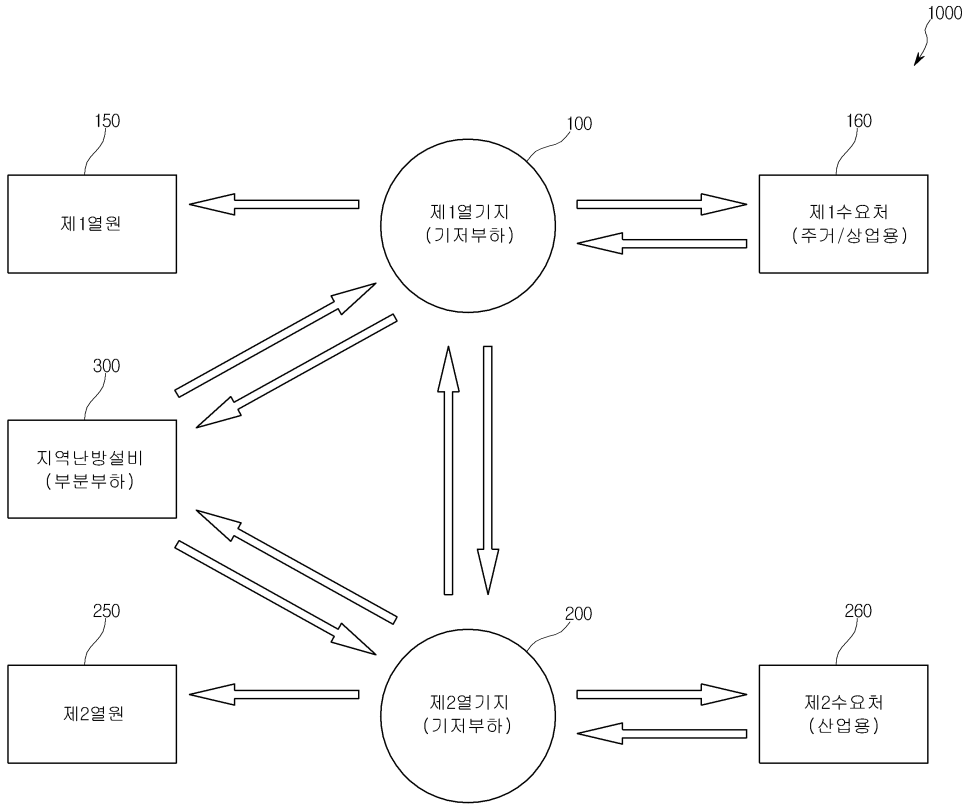 1000
150
100
160
제1열원
제1열기지
(기저부하)
제1수요처
(주거/상업용)
300
지역난방설비
(부분부하)
250
200
260
제2열원
제2열기지
(기저부하)
제2수요처
(산업용)